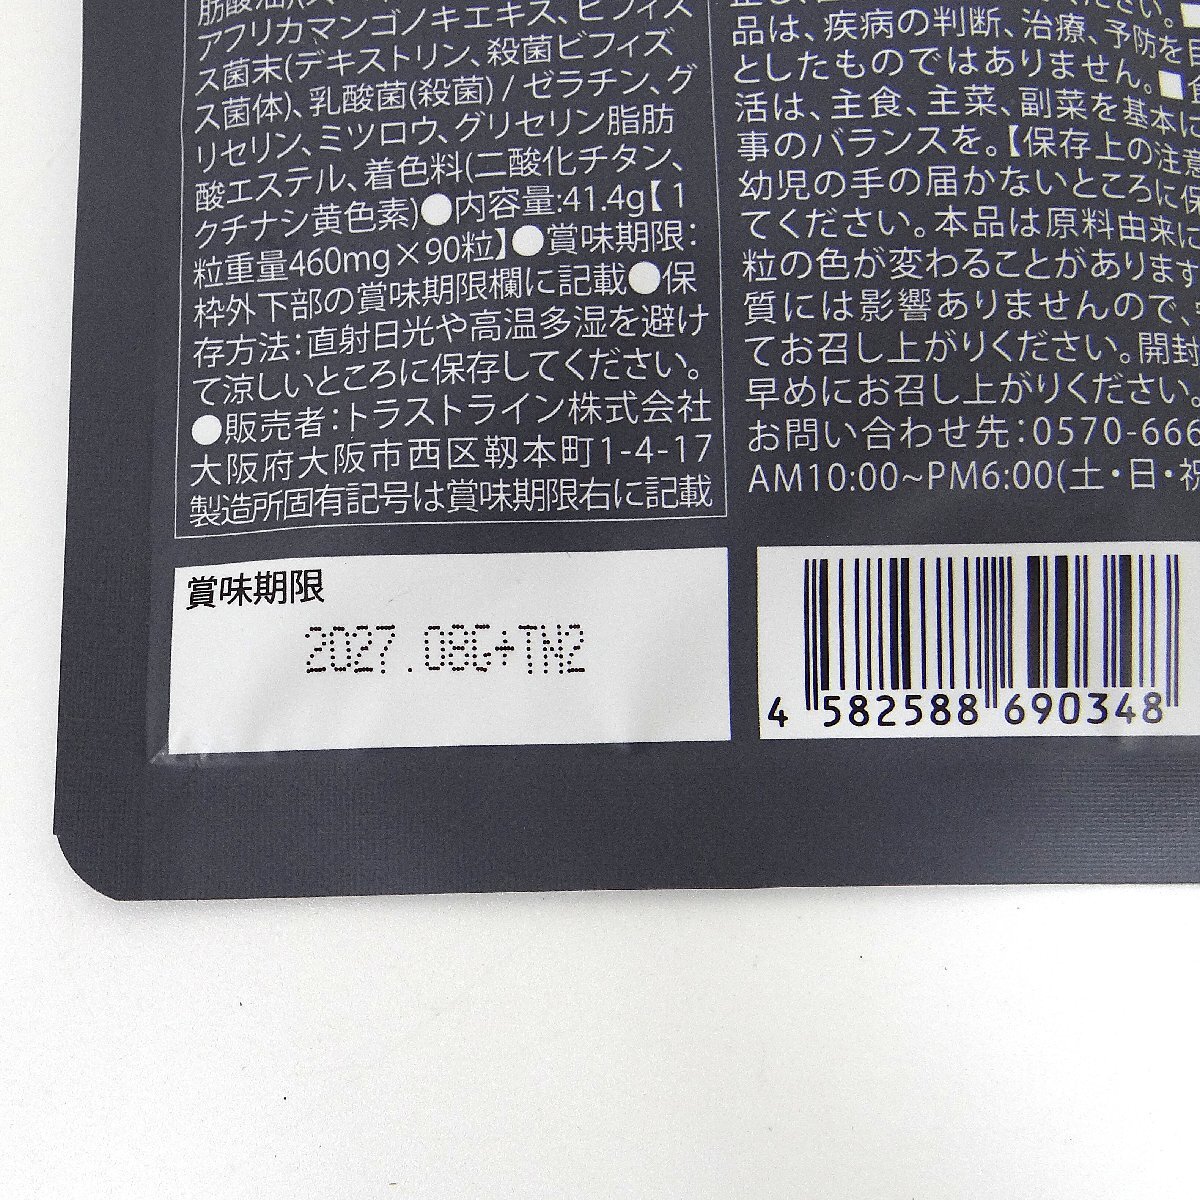 アフリカマンゴノキエキス、ビフィズ
ス菌末(デキストリン、殺菌ビフィズ
ス菌体)、乳酸菌(殺菌) / ゼラチン、グ
リセリン、ミツロウ、グリセリン脂肪
酸エステル、着色料(二酸化チタン、
クチナシ黄色素)●内容量:41.4g【1
粒重量460mg×90粒】●賞味期限:
枠外下部の賞味期限欄に記載●保
存方法:直射日光や高温多湿を避け
て涼しいところに保存してください。
●販売者:トラストライン株式会社
大阪府大阪市西区靱本町1-4-17
製造所固有記号は賞味期限右に記載
品は、疾病の判断、治療、予防を目
としたものではありません。■食
活は、主食、主菜、副菜を基本に
事のバランスを。【保存上の注意
幼児の手の届かないところに保
てください。本品は原料由来に
粒の色が変わることがあります
質には影響ありませんので、
てお召し上がりください。開封
早めにお召し上がりください。
お問い合わせ先:0570-666
AM10:00~PM6:00(土・日・祝
賞味期限
2027.08G+TN2
4 582588 690348